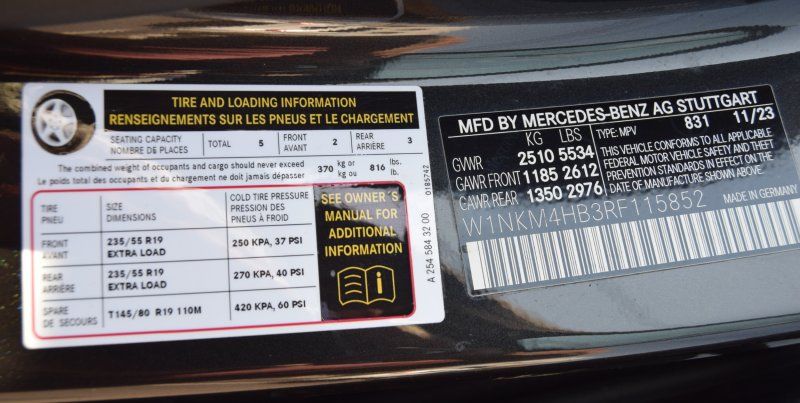 TIRE AND LOADING INFORMATION
RENSEIGNEMENTS SUR LES PNEUS ET LE CHARGEMENT
SEATING CAPACITY
NOMBRE DE PLACES
TOTAL 5
FRONT
AVANT 2
REAR
ARRIÈRE 3
The combined weight of occupants and cargo should never exceed 370 kg or 816 lbs.
Le poids total des occupants et du chargement ne doit jamais dépasser kg ou lb.
TIRE
PNEU
SIZE
DIMENSIONS
COLD TIRE PRESSURE
PRESSION DES
PNEUS À FROID
FRONT
AVANT
235/55 R19
EXTRA LOAD
250 KPA, 37 PSI
REAR
ARRIÈRE
235/55 R19
EXTRA LOAD
270 KPA, 40 PSI
SPARE
DE SECOURS
T145/80 R19 110M
420 KPA, 60 PSI
SEE OWNER´S
MANUAL FOR
ADDITIONAL
INFORMATION
A 254 584 32 00
0185742
MFD BY MERCEDES-BENZ AG STUTTGART
KG LBS
GVWR 2510 5534
GAWR FRONT 1185 2612
GAWR REAR 1350 2976
TYPE: MPV 831 11/23
THIS VEHICLE CONFORMS TO ALL APPLICABLE
FEDERAL MOTOR VEHICLE SAFETY AND THEFT
PREVENTION STANDARDS IN EFFECT ON THE
DATE OF MANUFACTURE SHOWN ABOVE.
W1NKM4HB3RF115852
MADE IN GERMANY